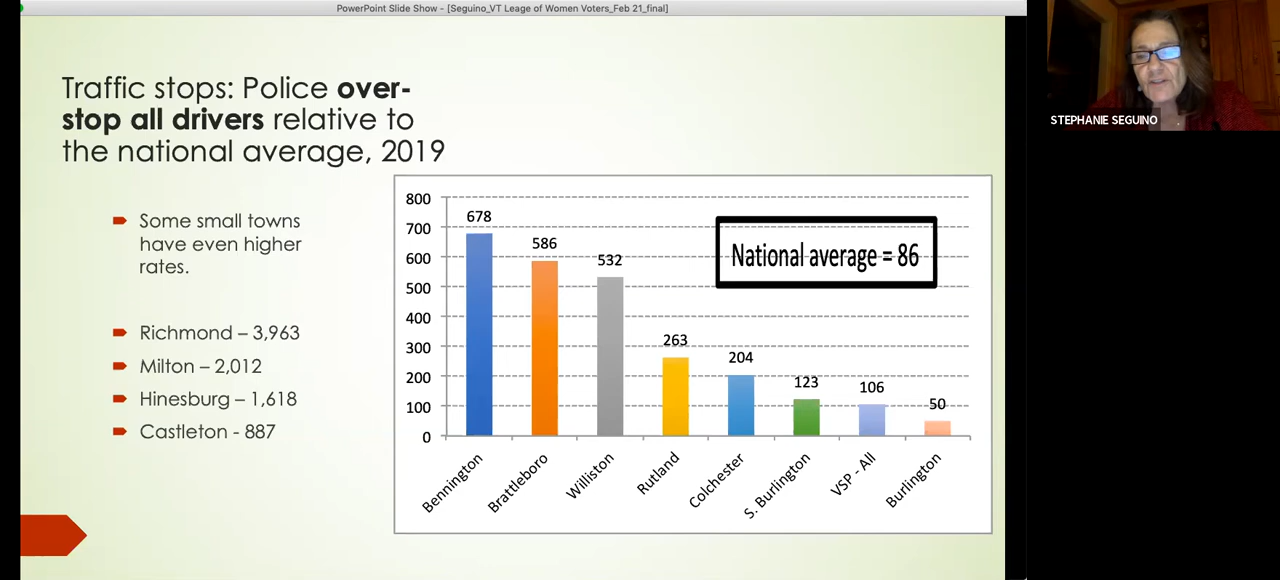 PowerPoint Slide Show - [Seguino_VT Leage of Women Voters_Feb 21_final]
Traffic stops: Police over-
stop all drivers relative to
the national average, 2019
Some small towns
have even higher
rates.
Richmond – 3,963
Milton – 2,012
Hinesburg – 1,618
Castleton - 887
800
700
600
500
400
300
200
100
0
678
586
532
263
204
123
106
50
National average = 86
Bennington
Brattleboro
Williston
Rutland
Colchester
S. Burlington
VSP - All
Burlington
STEPHANIE SEGUINO